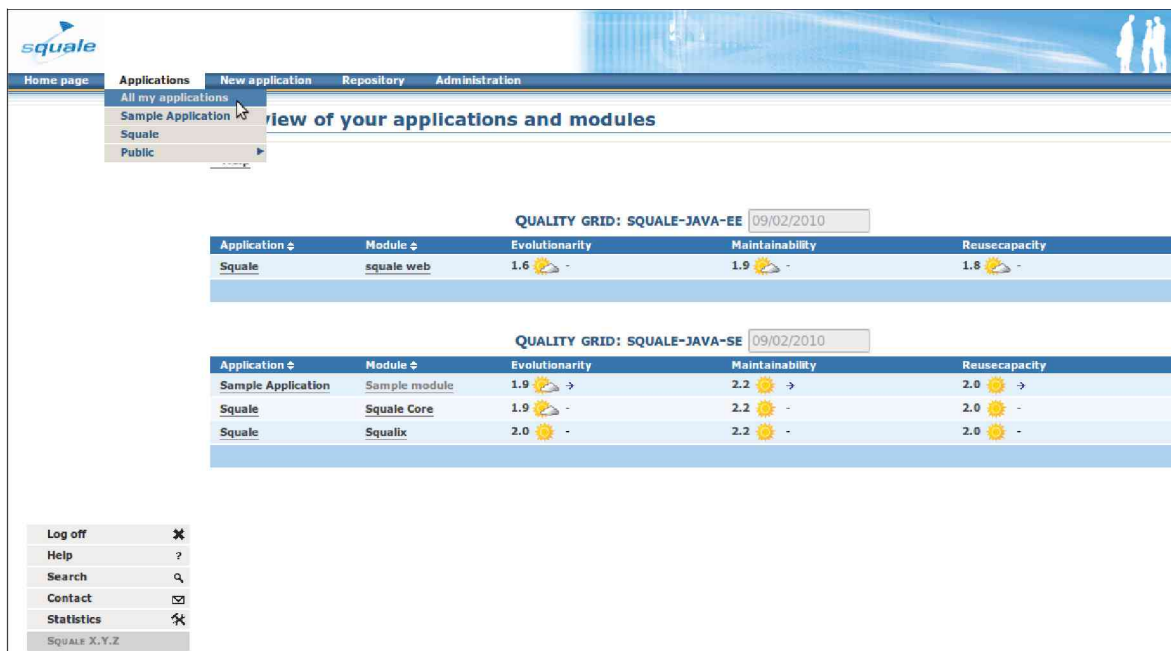 squale
Home page Applications New application Repository Administration
All my applications
Sample Application
Squale
Public
view of your applications and modules
Help
QUALITY GRID: SQUALE-JAVA-EE 09/02/2010
Application Module Evolutionarity Maintainability Reusecapacity
Squale squale web 1.6 - 1.9 - 1.8 -
QUALITY GRID: SQUALE-JAVA-SE 09/02/2010
Application Module Evolutionarity Maintainability Reusecapacity
Sample Application Sample module 1.9 → 2.2 → 2.0 →
Squale Squale Core 1.9 - 2.2 - 2.0 -
Squale Squalix 2.0 - 2.2 - 2.0 -
Log off
Help ?
Search
Contact
Statistics
SQUALE X.Y.Z